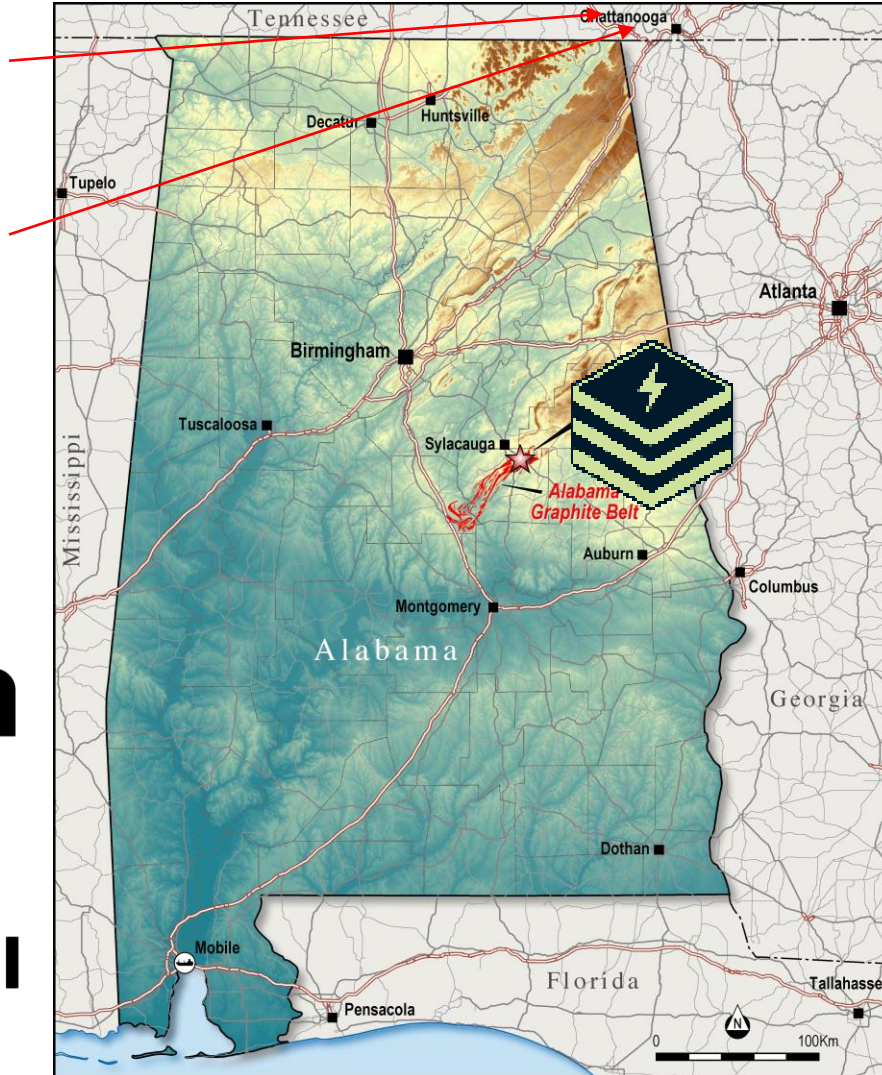 Tennessee
Chattanooga
Huntsville
Decatur
Tupelo
Atlanta
Birmingham
Tuscaloosa
Sylacauga
Mississippi
Alabama
Graphite Belt
Auburn
Columbus
Montgomery
Alabama
n
Georgia
Dothan
l
Mobile
Florida
Tallahasse
Pensacola
N
0
100Km